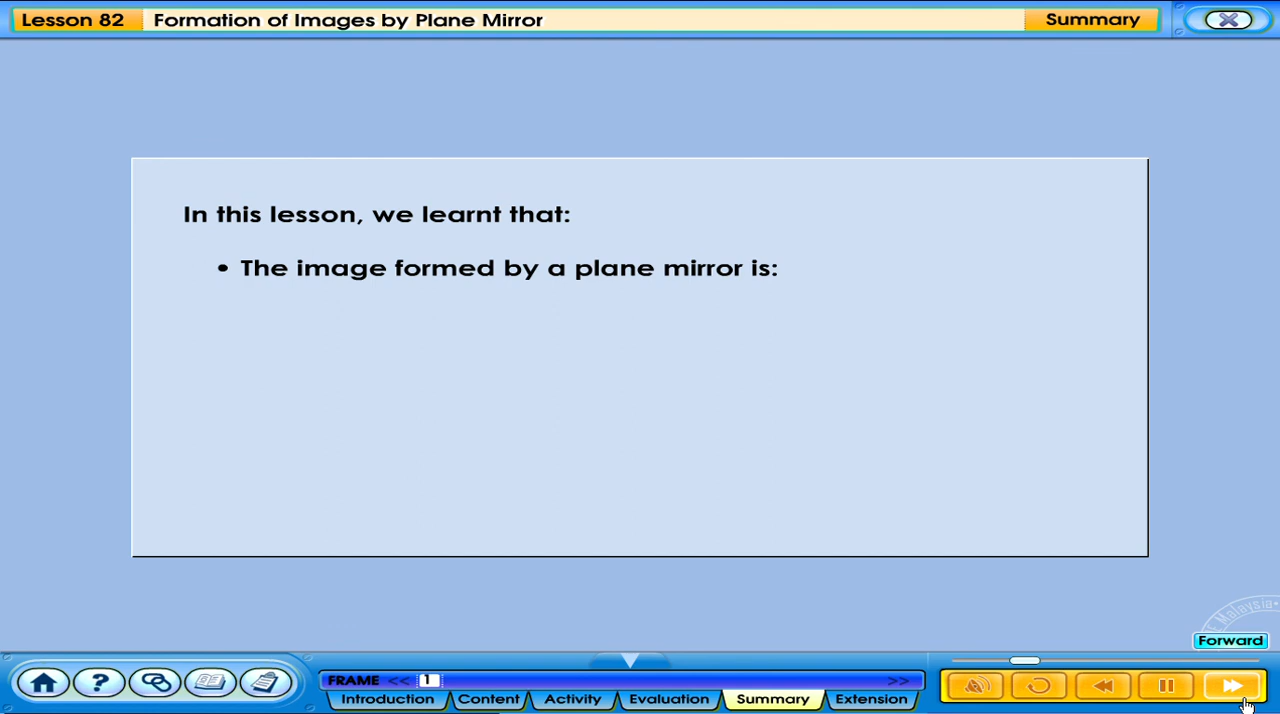 Lesson 82
Formation of Images by Plane Mirror
Summary
In this lesson, we learnt that:
• The image formed by a plane mirror is:
E Malaysia•
Forward
?
FRAME << 1 >>
Introduction
Content
Activity
Evaluation
Summary
Extension